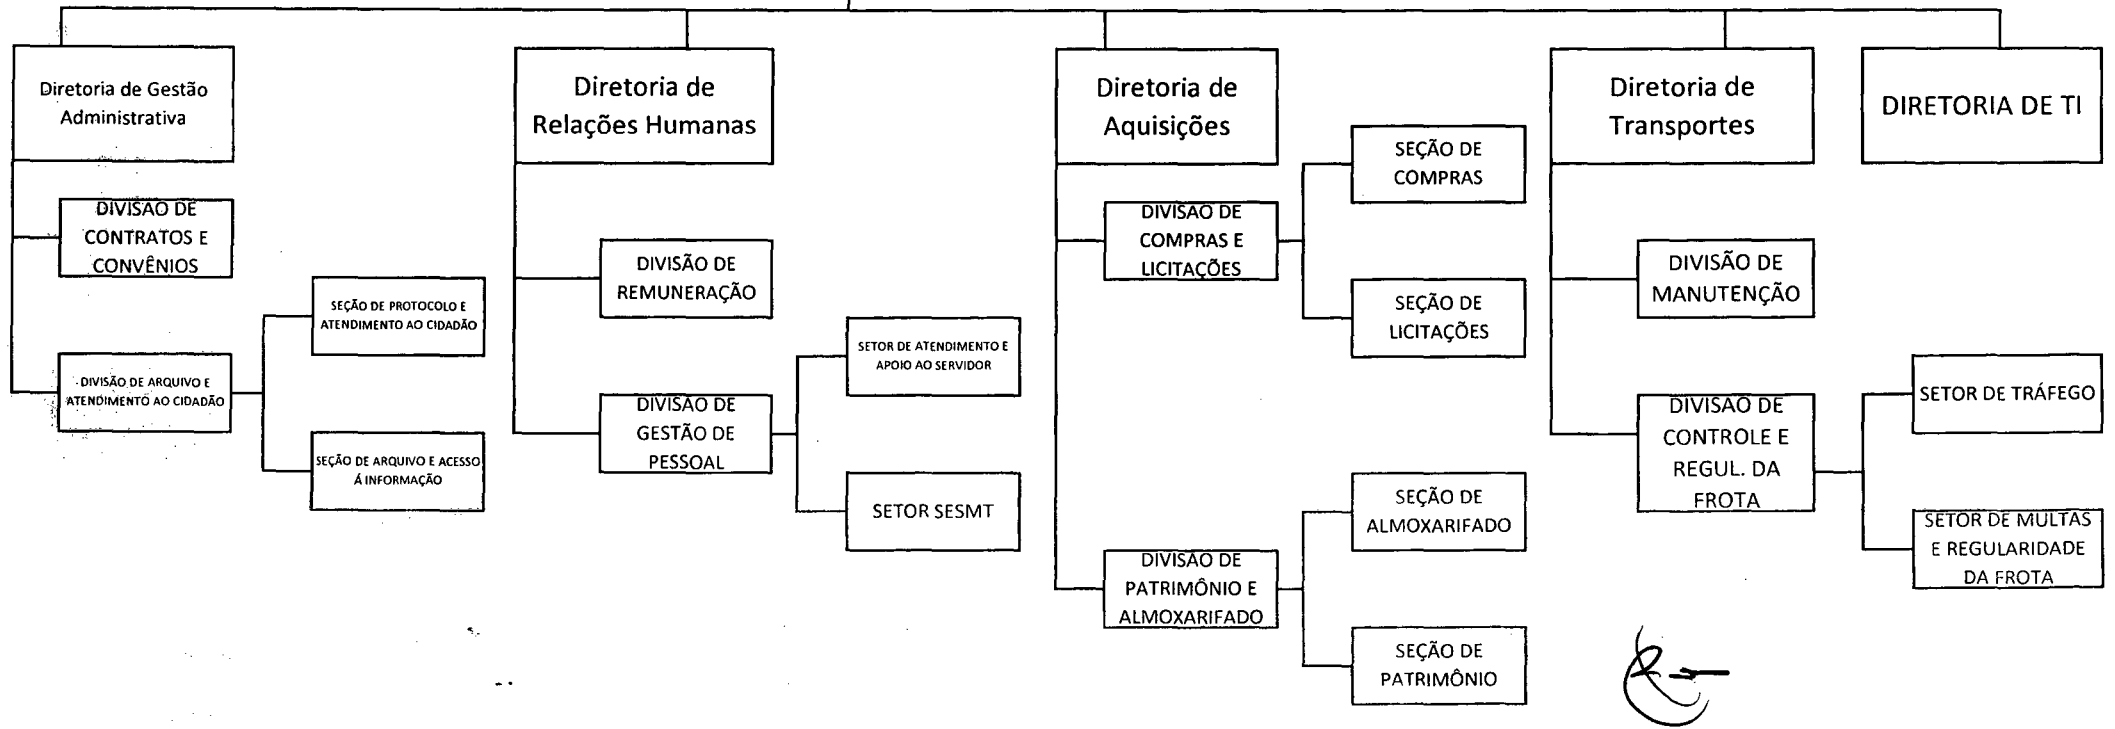 Diretoria de Gestão
Administrativa
DIVISÃO DE
CONTRATOS E
CONVÊNIOS
DIVISÃO DE ARQUIVO E
ATENDIMENTO AO CIDADÃO
SEÇÃO DE PROTOCOLO E
ATENDIMENTO AO CIDADÃO
SEÇÃO DE ARQUIVO E ACESSO
Á INFORMAÇÃO
Diretoria de
Relações Humanas
DIVISÃO DE
REMUNERAÇÃO
DIVISÃO DE
GESTÃO DE
PESSOAL
SETOR DE ATENDIMENTO E
APOIO AO SERVIDOR
SETOR SESMT
Diretoria de
Aquisições
DIVISÃO DE
COMPRAS E
LICITAÇÕES
SEÇÃO DE
COMPRAS
SEÇÃO DE
LICITAÇÕES
DIVISÃO DE
PATRIMÔNIO E
ALMOXARIFADO
SEÇÃO DE
ALMOXARIFADO
SEÇÃO DE
PATRIMÔNIO
Diretoria de
Transportes
DIVISÃO DE
MANUTENÇÃO
DIVISÃO DE
CONTROLE E
REGUL. DA
FROTA
SETOR DE TRÁFEGO
SETOR DE MULTAS
E REGULARIDADE
DA FROTA
DIRETORIA DE TI